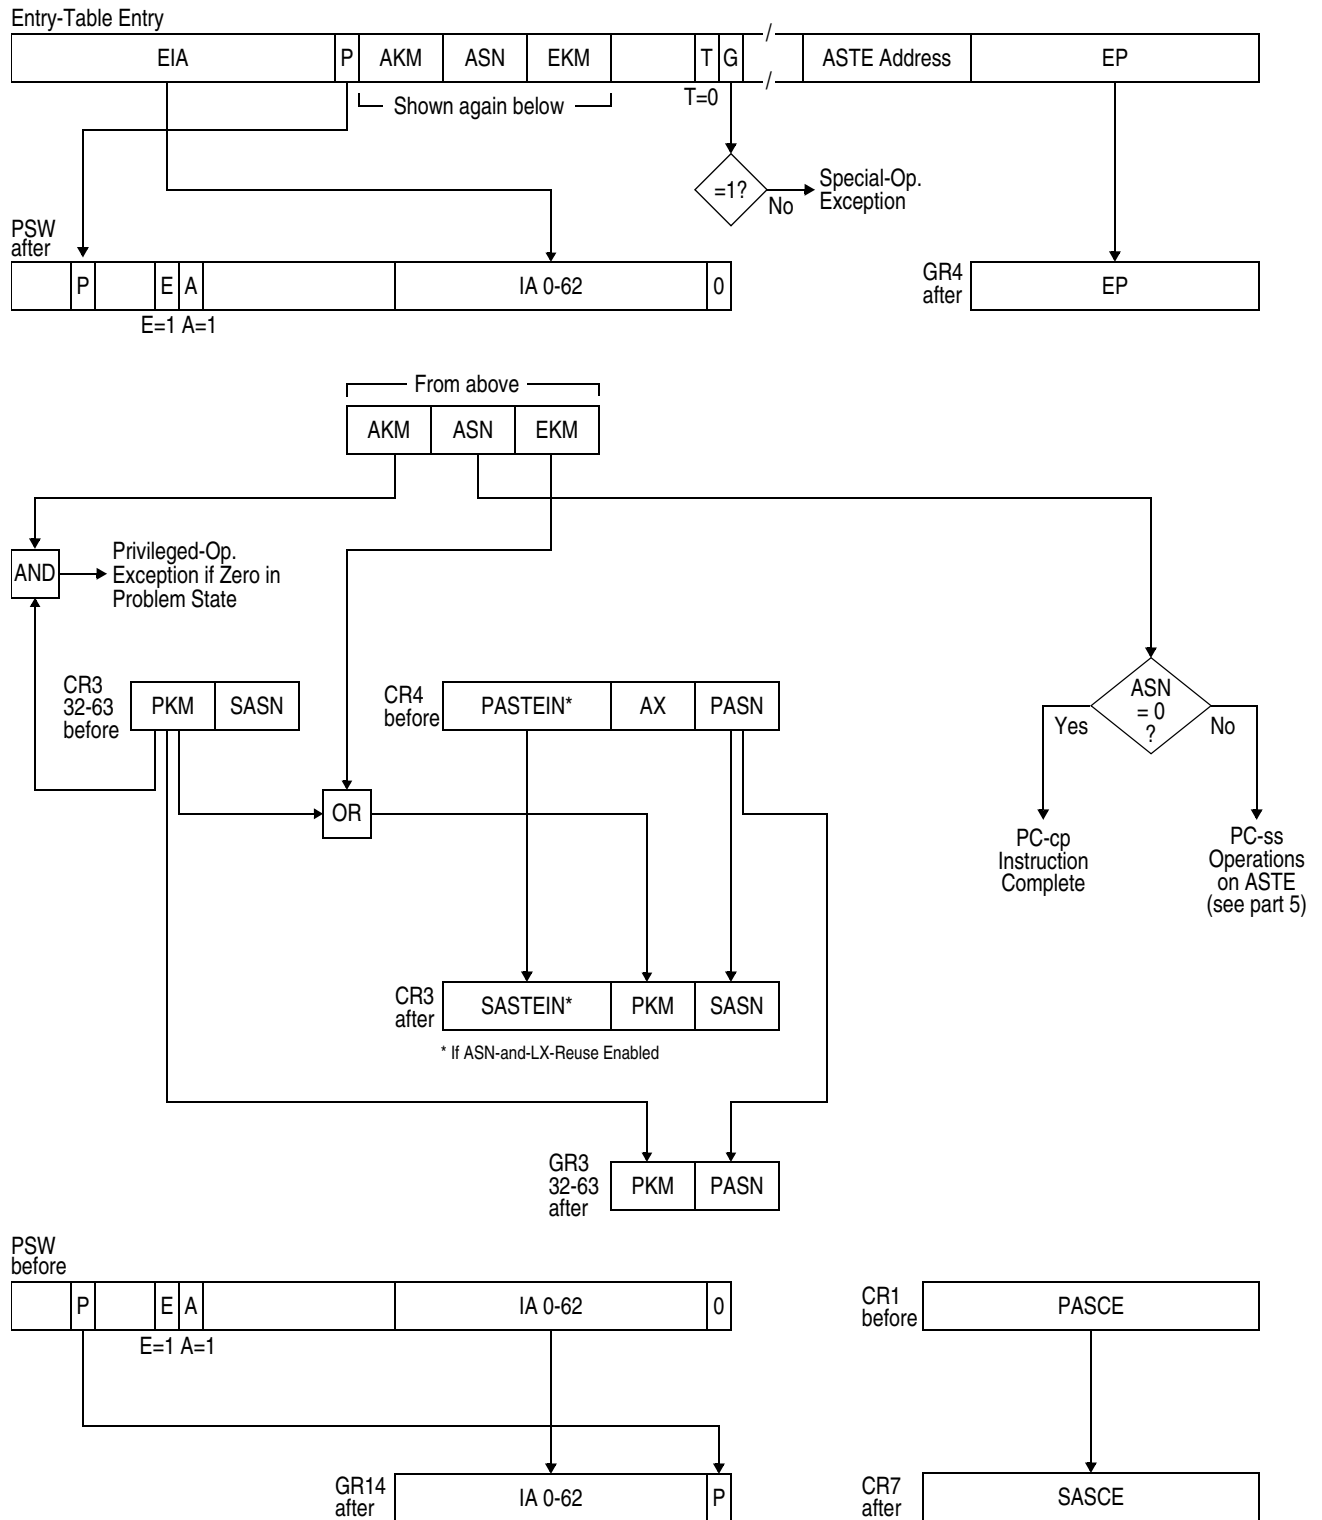 Entry-Table Entry
EIA P AKM ASN EKM T G / / ASTE Address EP
Shown again below
T=0
=1?
No
Special-Op.
Exception
PSW
after
P E A IA 0-62 0
E=1 A=1
GR4
after
EP
From above
AKM ASN EKM
AND
Privileged-Op.
Exception if Zero in
Problem State
CR3
32-63
before
PKM SASN
CR4
before
PASTEIN* AX PASN
ASN
= 0
?
Yes
No
OR
PC-cp
Instruction
Complete
PC-ss
Operations
on ASTE
(see part 5)
CR3
after
SASTEIN* PKM SASN
* If ASN-and-LX-Reuse Enabled
GR3
32-63
after
PKM PASN
PSW
before
P E A IA 0-62 0
E=1 A=1
CR1
before
PASCE
GR14
after
IA 0-62 P
CR7
after
SASCE